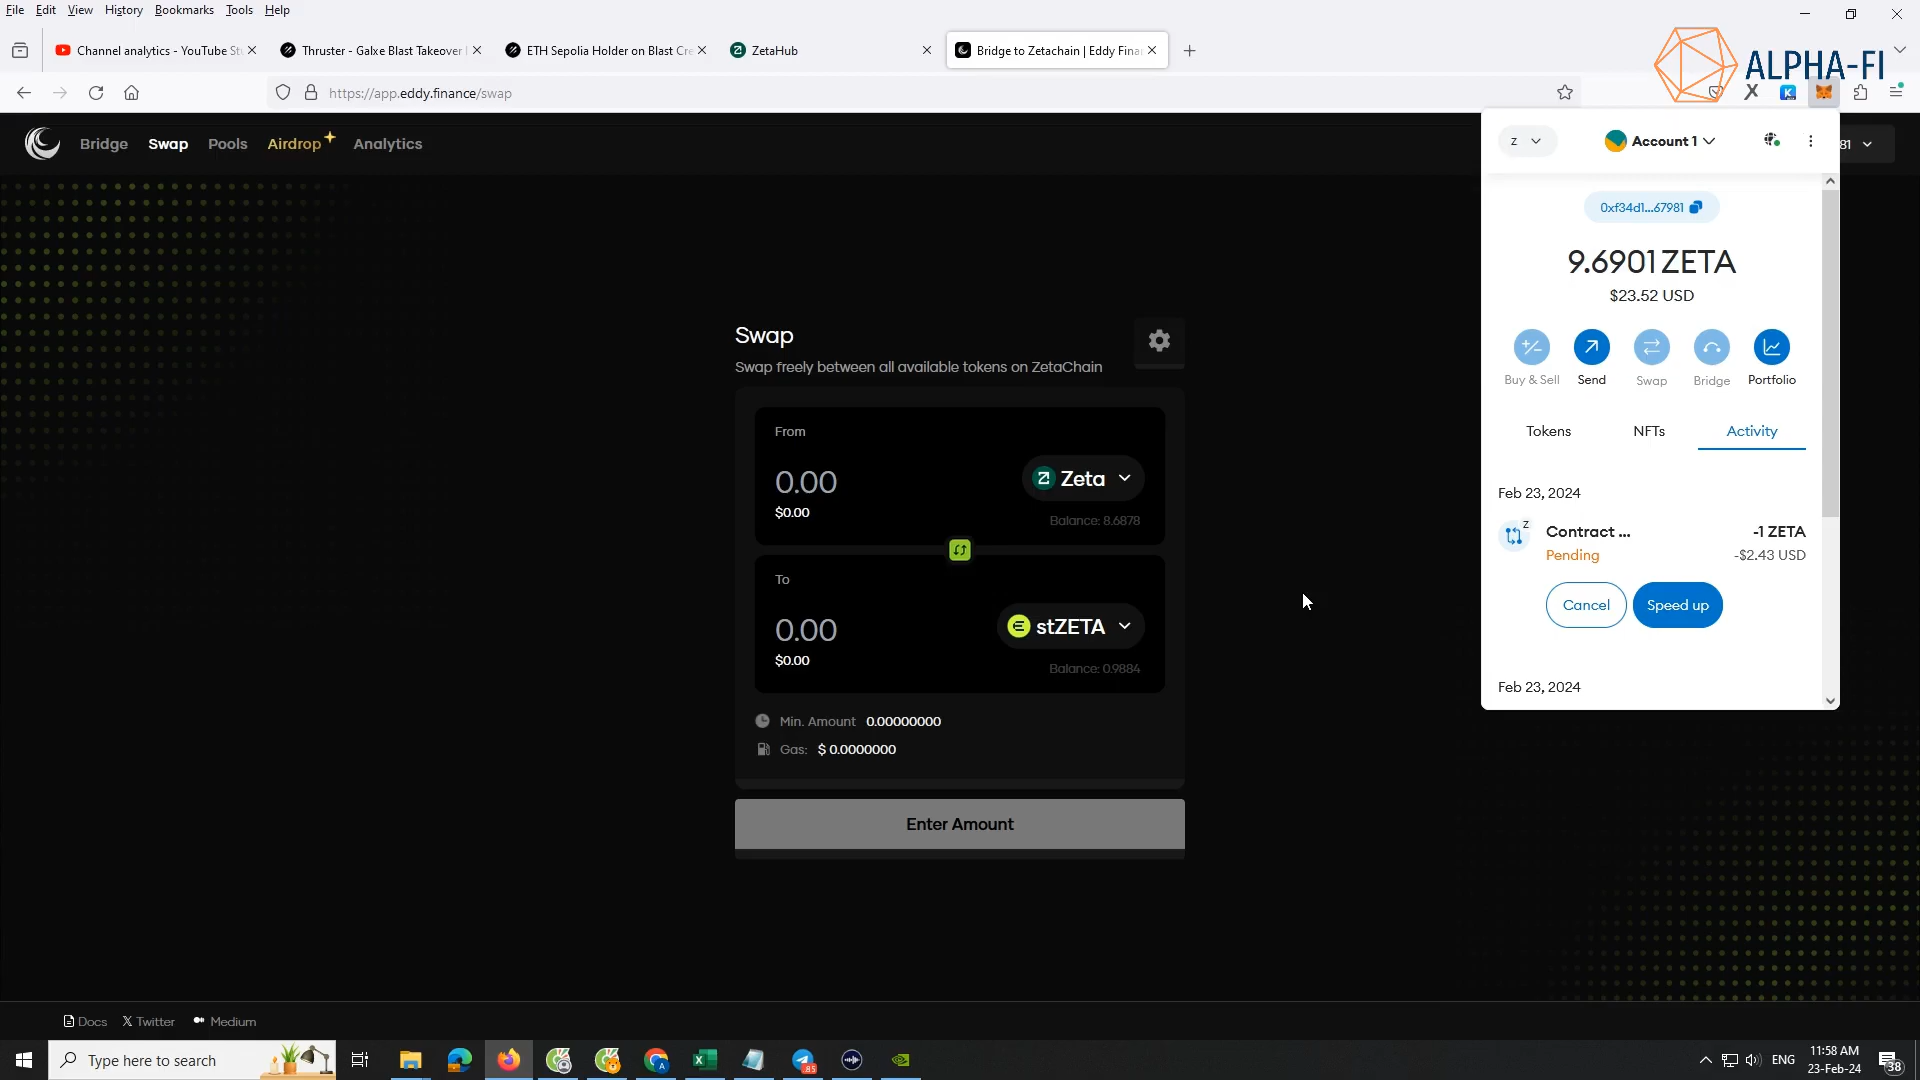 File Edit View History Bookmarks Tools Help
Channel analytics - YouTube St
Thruster - Galxe Blast Takeover
ETH Sepolia Holder on Blast Cre
ZetaHub
Bridge to Zetachain | Eddy Fina
ALPHA-FI
https://app.eddy.finance/swap
Bridge Swap Pools Airdrop Analytics
81
Z
Account 1
0xf34d1...67981
9.6901 ZETA
$23.52 USD
Buy & Sell Send Swap Bridge Portfolio
Tokens NFTs Activity
Feb 23, 2024
Z
Contract ... -1 ZETA
Pending -$2.43 USD
Cancel Speed up
Feb 23, 2024
Swap
Swap freely between all available tokens on ZetaChain
From
0.00 Zeta
$0.00 Balance: 8.6878
To
0.00 stZETA
$0.00 Balance: 0.9884
Min. Amount 0.00000000
Gas: $ 0.0000000
Enter Amount
Docs Twitter Medium
Type here to search
A
85
ENG
11:58 AM
23-Feb-24
38